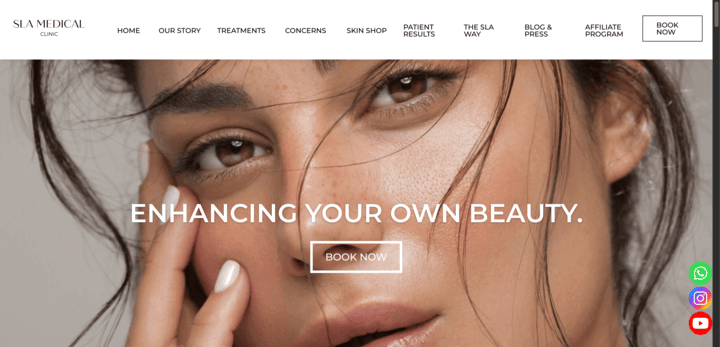 SLA MEDICAL
CLINIC
HOME
OUR STORY
TREATMENTS
CONCERNS
SKIN SHOP
PATIENT
RESULTS
THE SLA
WAY
BLOG &
PRESS
AFFILIATE
PROGRAM
BOOK
NOW
ENHANCING YOUR OWN BEAUTY.
BOOK NOW